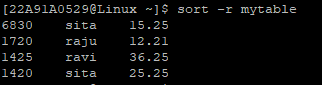 [22A91A0529@Linux ~]$ sort -r mytable
6830    sita    15.25
1720    raju    12.21
1425    ravi    36.25
1420    sita    25.25